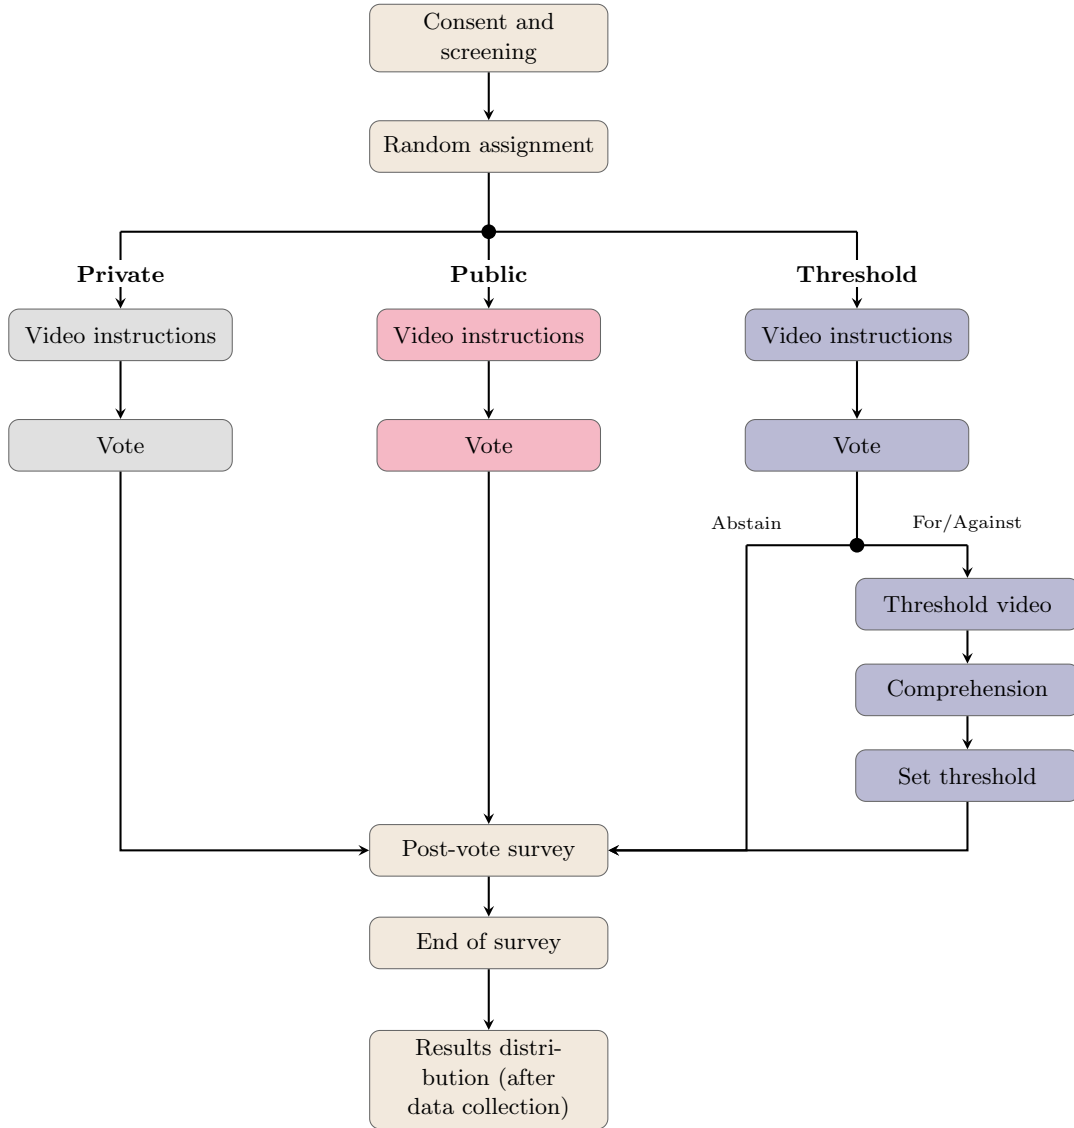 Consent and
screening
Random assignment
Private
Public
Threshold
Video instructions
Video instructions
Video instructions
Vote
Vote
Vote
Abstain
For/Against
Threshold video
Comprehension
Set threshold
Post-vote survey
End of survey
Results distri-
bution (after
data collection)